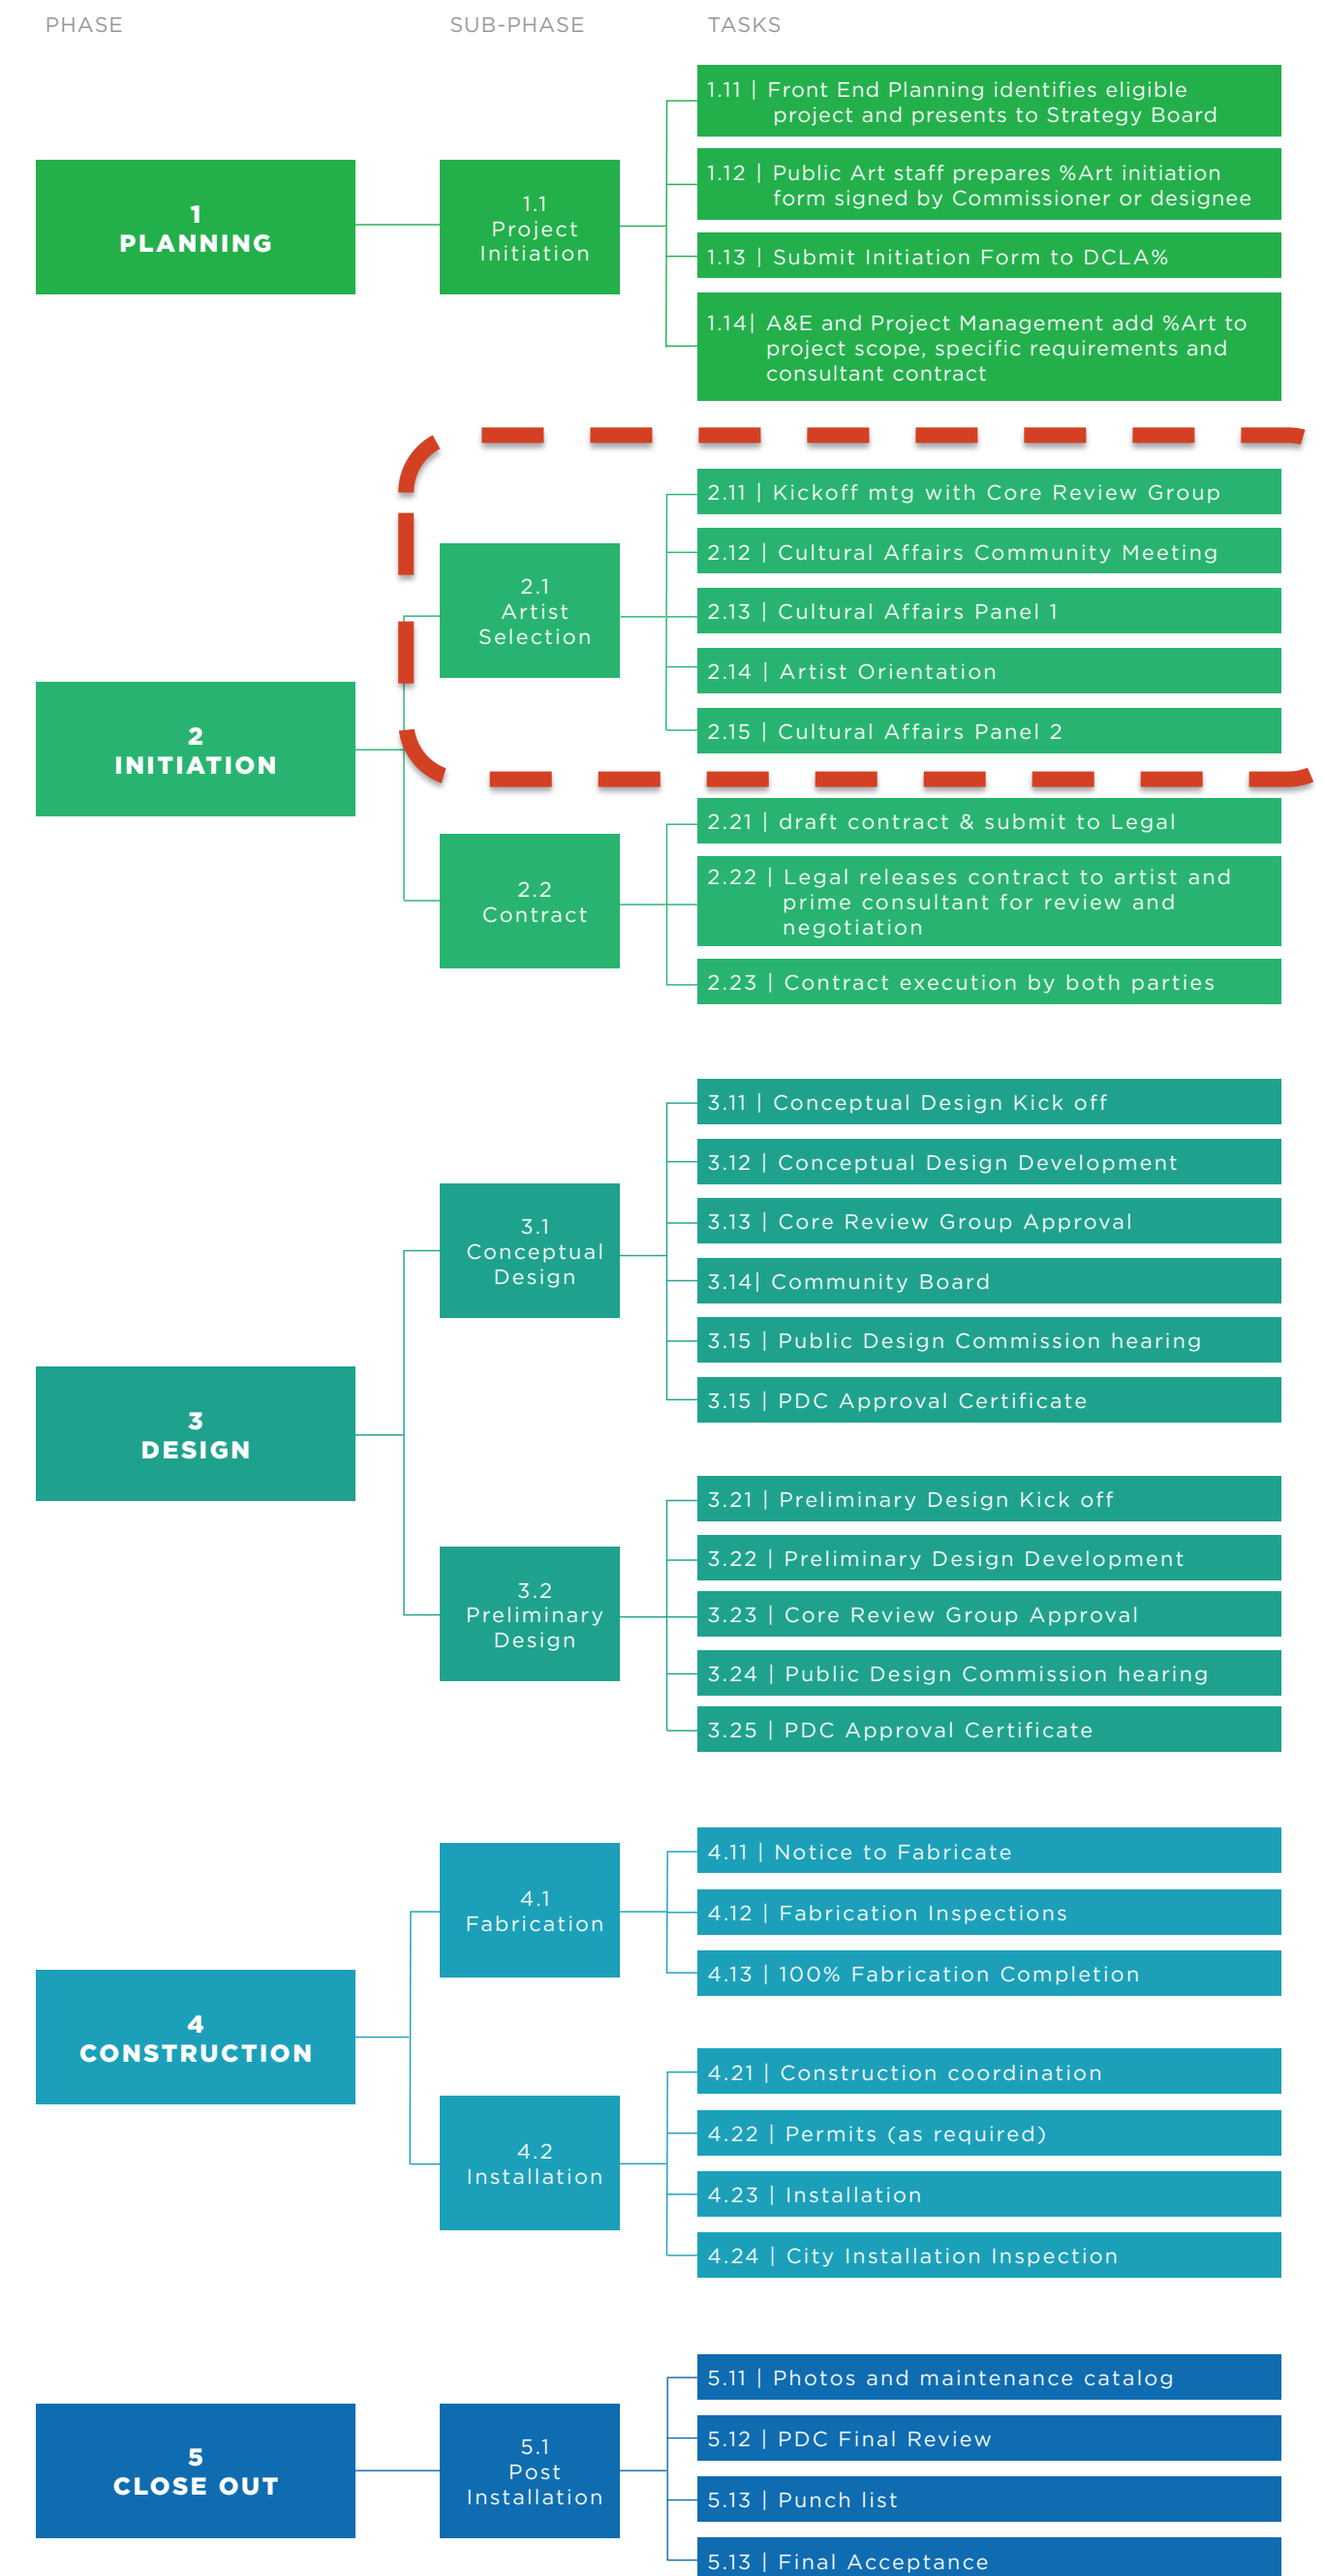 PHASE
SUB-PHASE
TASKS
1
PLANNING
1.1
Project
Initiation
1.11 | Front End Planning identifies eligible
project and presents to Strategy Board
1.12 | Public Art staff prepares %Art initiation
form signed by Commissioner or designee
1.13 | Submit Initiation Form to DCLA%
1.14| A&E and Project Management add %Art to
project scope, specific requirements and
consultant contract
2
INITIATION
2.1
Artist
Selection
2.11 | Kickoff mtg with Core Review Group
2.12 | Cultural Affairs Community Meeting
2.13 | Cultural Affairs Panel 1
2.14 | Artist Orientation
2.15 | Cultural Affairs Panel 2
2.2
Contract
2.21 | draft contract & submit to Legal
2.22 | Legal releases contract to artist and
prime consultant for review and
negotiation
2.23 | Contract execution by both parties
3
DESIGN
3.1
Conceptual
Design
3.11 | Conceptual Design Kick off
3.12 | Conceptual Design Development
3.13 | Core Review Group Approval
3.14| Community Board
3.15 | Public Design Commission hearing
3.15 | PDC Approval Certificate
3.2
Preliminary
Design
3.21 | Preliminary Design Kick off
3.22 | Preliminary Design Development
3.23 | Core Review Group Approval
3.24 | Public Design Commission hearing
3.25 | PDC Approval Certificate
4
CONSTRUCTION
4.1
Fabrication
4.11 | Notice to Fabricate
4.12 | Fabrication Inspections
4.13 | 100% Fabrication Completion
4.2
Installation
4.21 | Construction coordination
4.22 | Permits (as required)
4.23 | Installation
4.24 | City Installation Inspection
5
CLOSE OUT
5.1
Post
Installation
5.11 | Photos and maintenance catalog
5.12 | PDC Final Review
5.13 | Punch list
5.13 | Final Acceptance